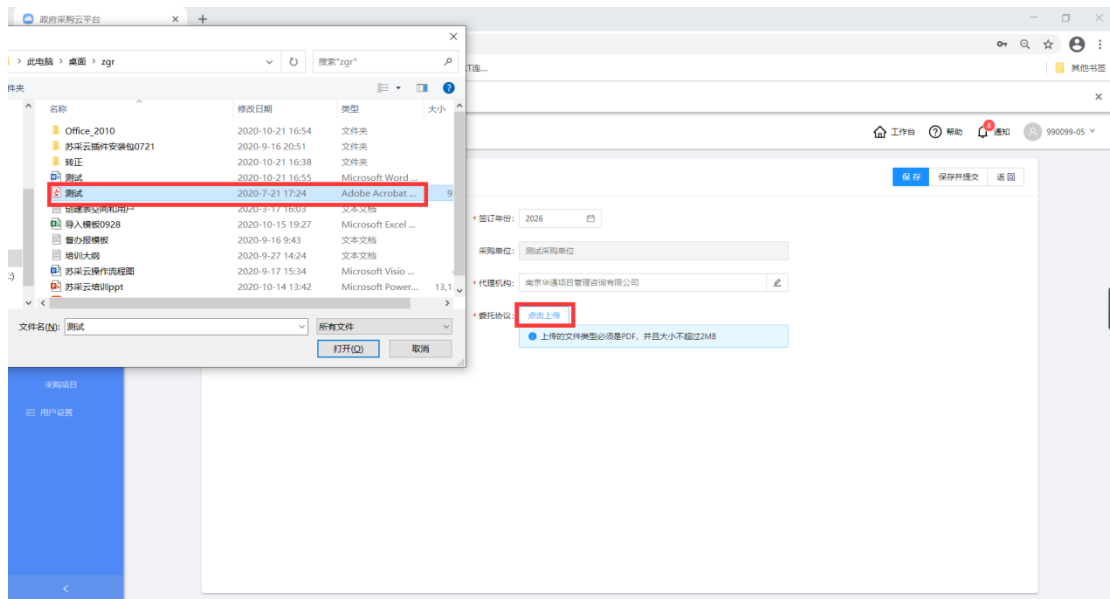 政府采购云平台
此电脑 > 桌面 > zgr
搜索"zgr"
T连...
其他书签
件夹
名称 修改日期 类型 大小
Office_2010 2020-10-21 16:54 文件夹
苏采云插件安装包0721 2020-9-16 20:51 文件夹
转正 2020-10-21 16:38 文件夹
测试 2020-10-21 16:55 Microsoft Word ...
测试 2020-7-21 17:24 Adobe Acrobat ... 9
创建表空间和用户 2020-3-17 16:03 文本文档
导入模板0928 2020-10-15 19:27 Microsoft Excel ...
督办报模板 2020-9-16 9:43 文本文档
培训大纲 2020-9-27 14:24 文本文档
苏采云操作流程图 2020-9-17 15:34 Microsoft Visio ...
苏采云培训ppt 2020-10-14 13:42 Microsoft Power... 13,1
:)
文件名(N): 测试 所有文件
打开(O) 取消
工作台 帮助 8 通知 990099-05
保存 保存并提交 返回
* 签订年份: 2026
采购单位: 测试采购单位
* 代理机构: 南京华通项目管理咨询有限公司
* 委托协议: 点击上传
上传的文件类型必须是PDF，并且大小不超过2MB
采购项目
用户设置